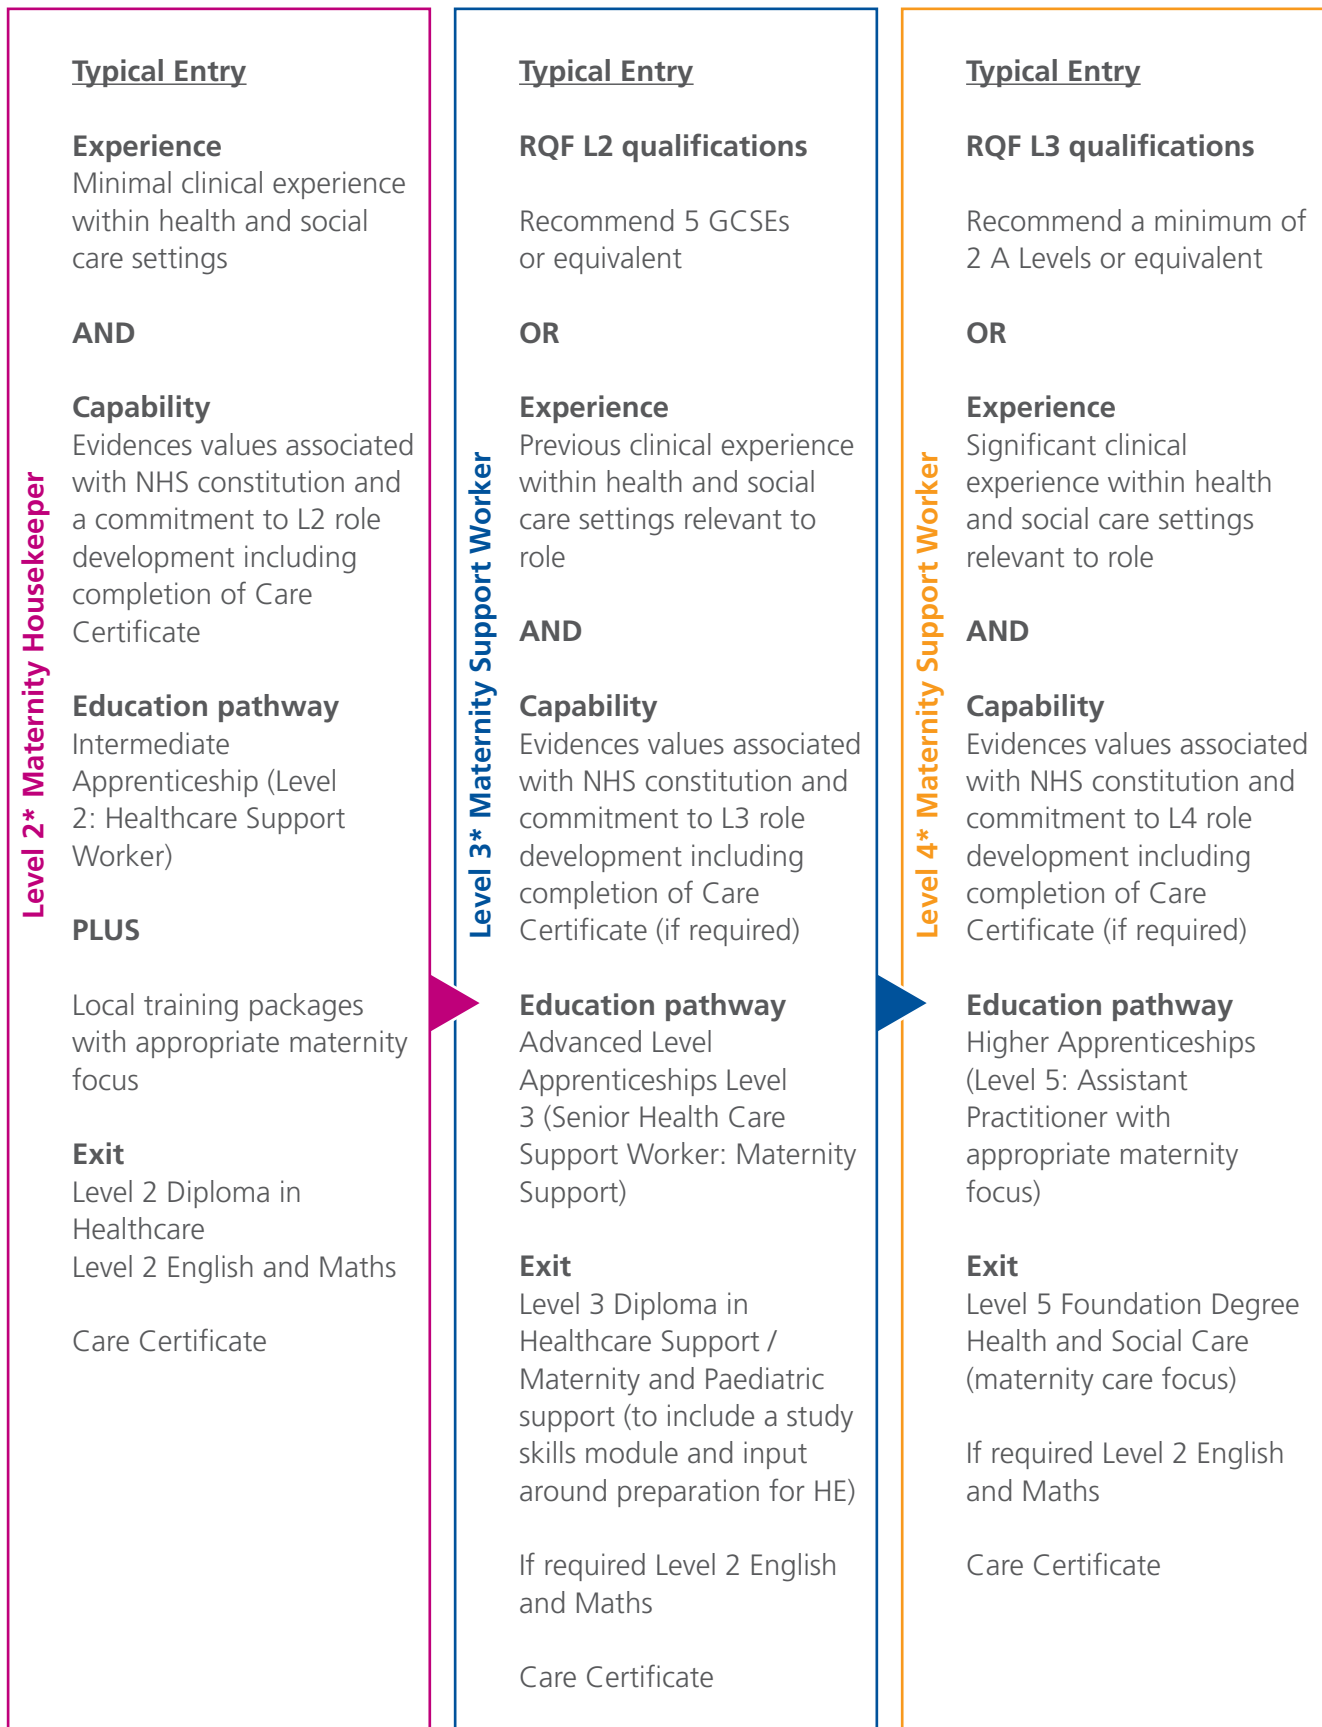 Level 2* Maternity Housekeeper
Typical Entry
Experience
Minimal clinical experience
within health and social
care settings
AND
Capability
Evidences values associated
with NHS constitution and
a commitment to L2 role
development including
completion of Care
Certificate
Education pathway
Intermediate
Apprenticeship (Level
2: Healthcare Support
Worker)
PLUS
Local training packages
with appropriate maternity
focus
Exit
Level 2 Diploma in
Healthcare
Level 2 English and Maths
Care Certificate
Level 3* Maternity Support Worker
Typical Entry
RQF L2 qualifications
Recommend 5 GCSEs
or equivalent
OR
Experience
Previous clinical experience
within health and social
care settings relevant to
role
AND
Capability
Evidences values associated
with NHS constitution and
commitment to L3 role
development including
completion of Care
Certificate (if required)
Education pathway
Advanced Level
Apprenticeships Level
3 (Senior Health Care
Support Worker: Maternity
Support)
Exit
Level 3 Diploma in
Healthcare Support /
Maternity and Paediatric
support (to include a study
skills module and input
around preparation for HE)
If required Level 2 English
and Maths
Care Certificate
Level 4* Maternity Support Worker
Typical Entry
RQF L3 qualifications
Recommend a minimum of
2 A Levels or equivalent
OR
Experience
Significant clinical
experience within health
and social care settings
relevant to role
AND
Capability
Evidences values associated
with NHS constitution and
commitment to L4 role
development including
completion of Care
Certificate (if required)
Education pathway
Higher Apprenticeships
(Level 5: Assistant
Practitioner with
appropriate maternity
focus)
Exit
Level 5 Foundation Degree
Health and Social Care
(maternity care focus)
If required Level 2 English
and Maths
Care Certificate